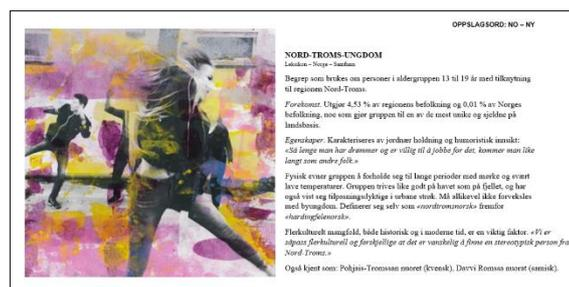 OPPSLAGSORD: NO – NY
NORD-TROMS-UNGDOM
Leksikon – Norge – Samfunn
Begrep som brukes om personer i aldergruppen 13 til 19 år med tilknytning
til regionen Nord-Troms.
Forekomst. Utgjør 4,53 % av regionens befolkning og 0,01 % av Norges
befolkning, noe som gjør gruppen til en av de mest unike og sjeldne på
landsbasis.
Egenskaper. Karakteriseres av jordnær holdning og humoristisk innsikt:
«Så lenge man har drømmer og er villig til å jobbe for det, kommer man like
langt som andre folk.»
Fysisk evner gruppen å forholde seg til lange perioder med mørke og svært
lave temperaturer. Gruppen trives like godt på havet som på fjellet, og har
også vist seg tilpasningsdyktige i urbane strøk. Må allikevel ikke forveksles
med byungdom. Definerer seg selv som «nordtromsnorsk» fremfor
«hardingfelenorsk».
Flerkulturelt mangfold, både historisk og i moderne tid, er en viktig faktor. «Vi er
såpass flerkulturell og forskjellige at det er vanskelig å finne en stereotypisk person fra
Nord-Troms.»
Også kjent som: Pohjais-Tromssan nuoret (kvensk), Davvi Romssa nuorat (samisk).